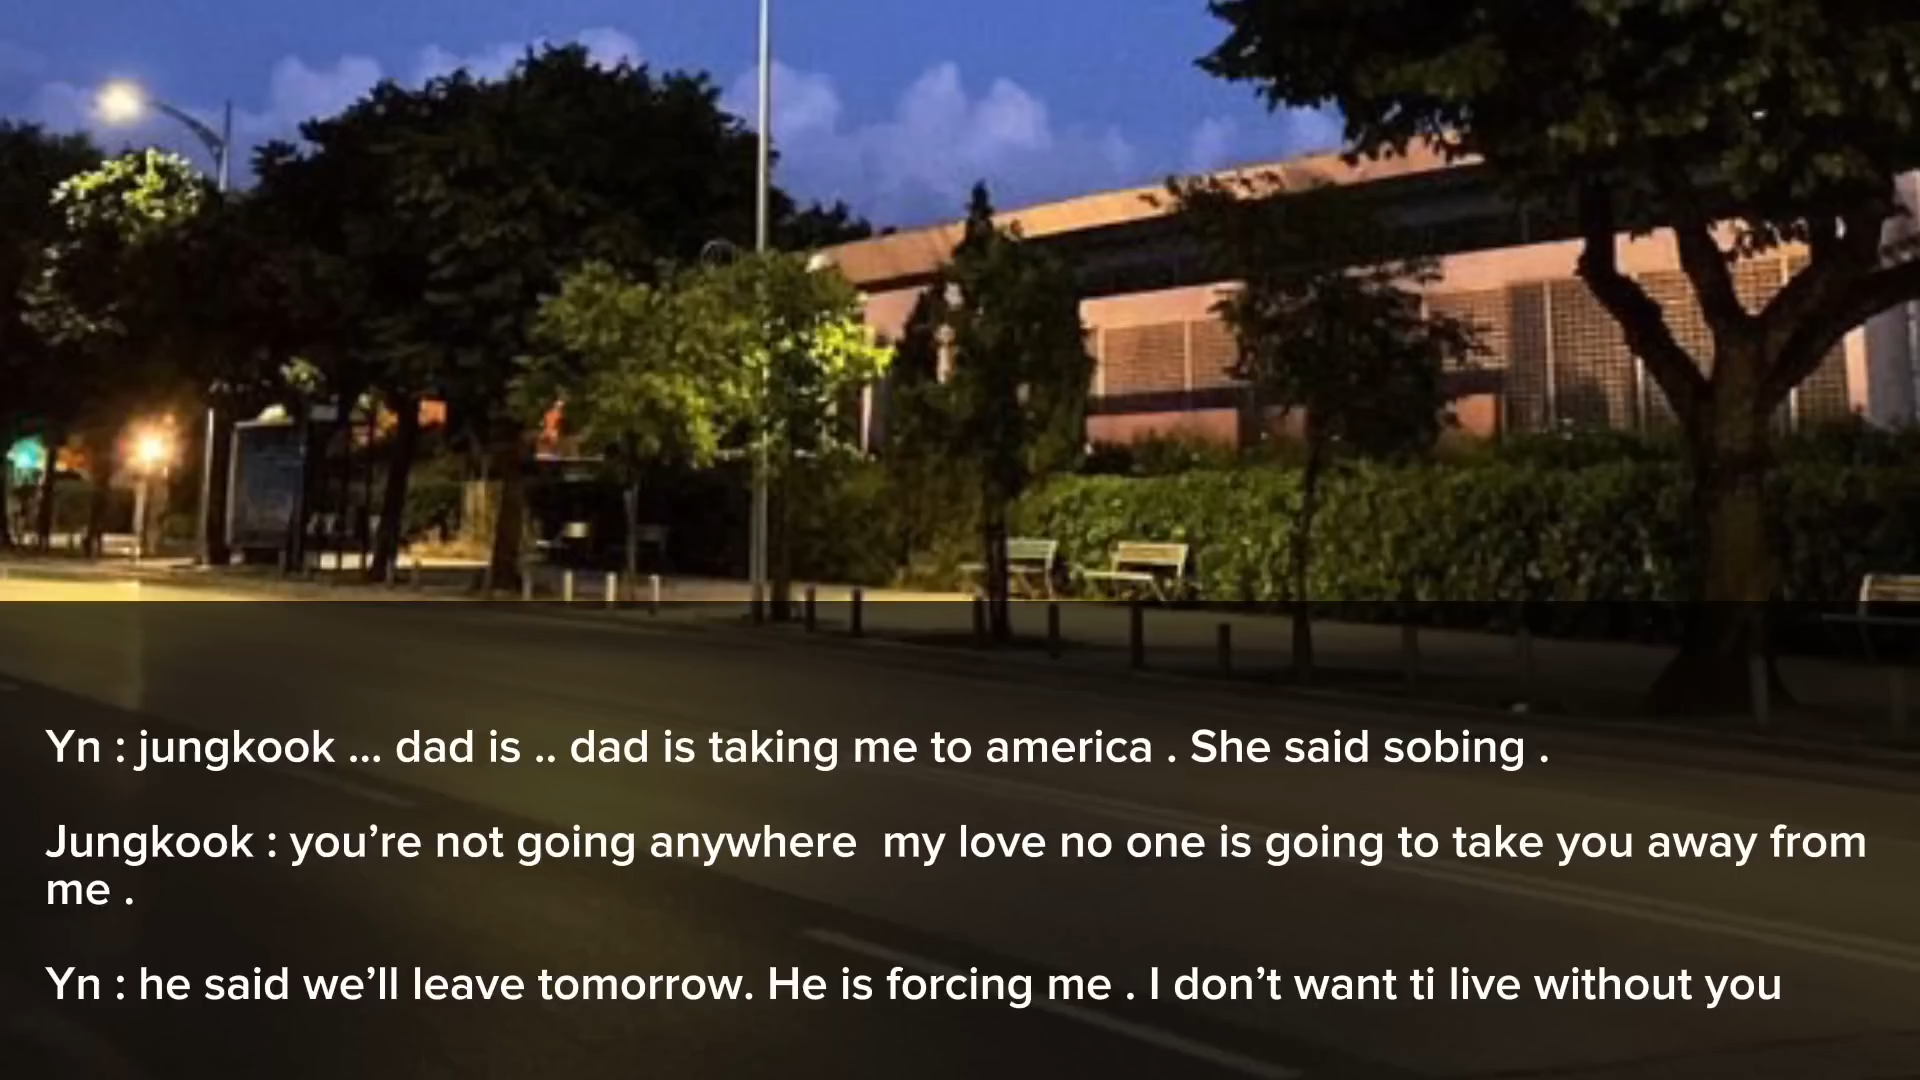 Yn : jungkook ... dad is .. dad is taking me to america . She said sobing .
Jungkook : you’re not going anywhere  my love no one is going to take you away from
me .
Yn : he said we’ll leave tomorrow. He is forcing me . I don’t want ti live without you